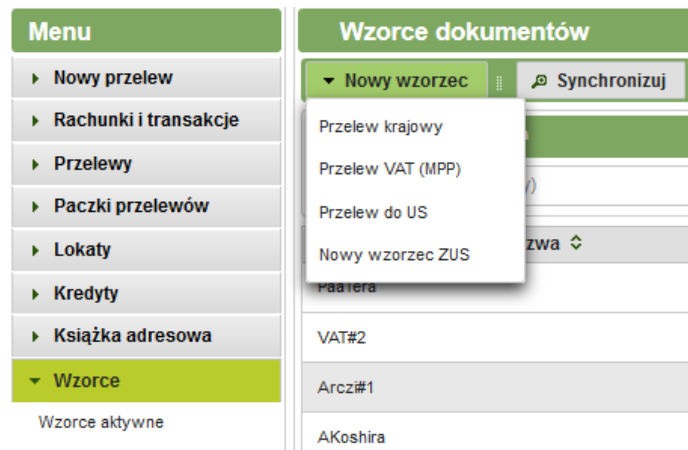 Menu
Nowy przelew
Rachunki i transakcje
Przelewy
Paczki przelewów
Lokaty
Kredyty
Książka adresowa
Wzorce
Wzorce aktywne
Wzorce dokumentów
Nowy wzorzec Synchronizuj
Przelew krajowy
Przelew VAT (MPP)
Przelew do US
Nowy wzorzec ZUS
VAT#2
Arczi#1
AKoshira